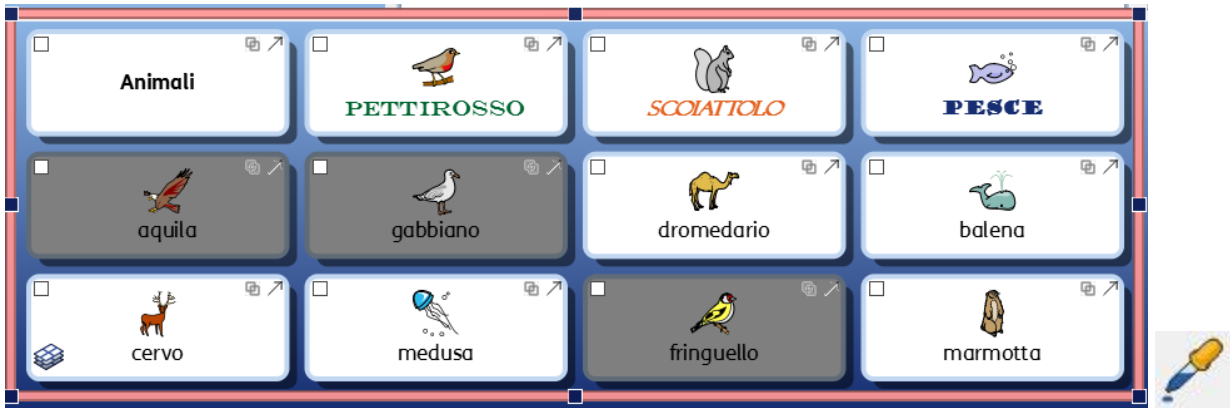 Animali
PETTIROSSO
SCOIATTOLO
PESCE
aquila
gabbiano
dromedario
balena
cervo
medusa
fringuello
marmotta